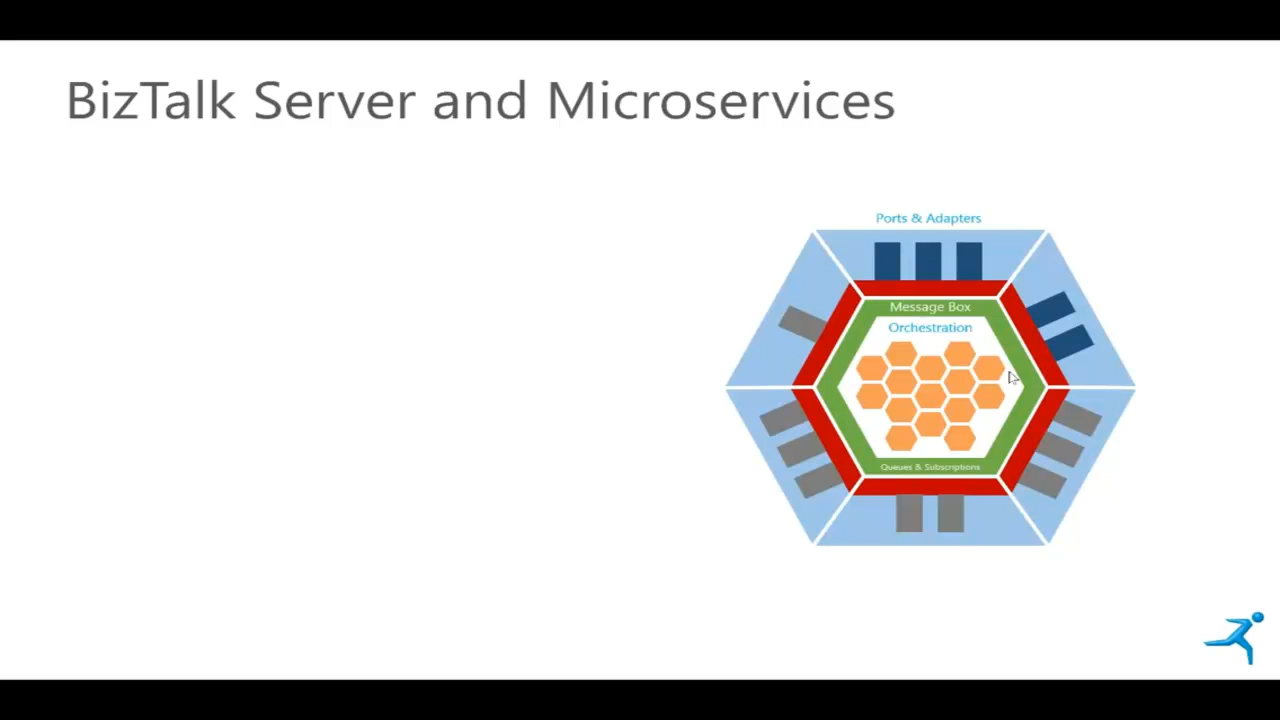 BizTalk Server and Microservices
Ports & Adapters
Message Box
Orchestration
Queues & Subscriptions